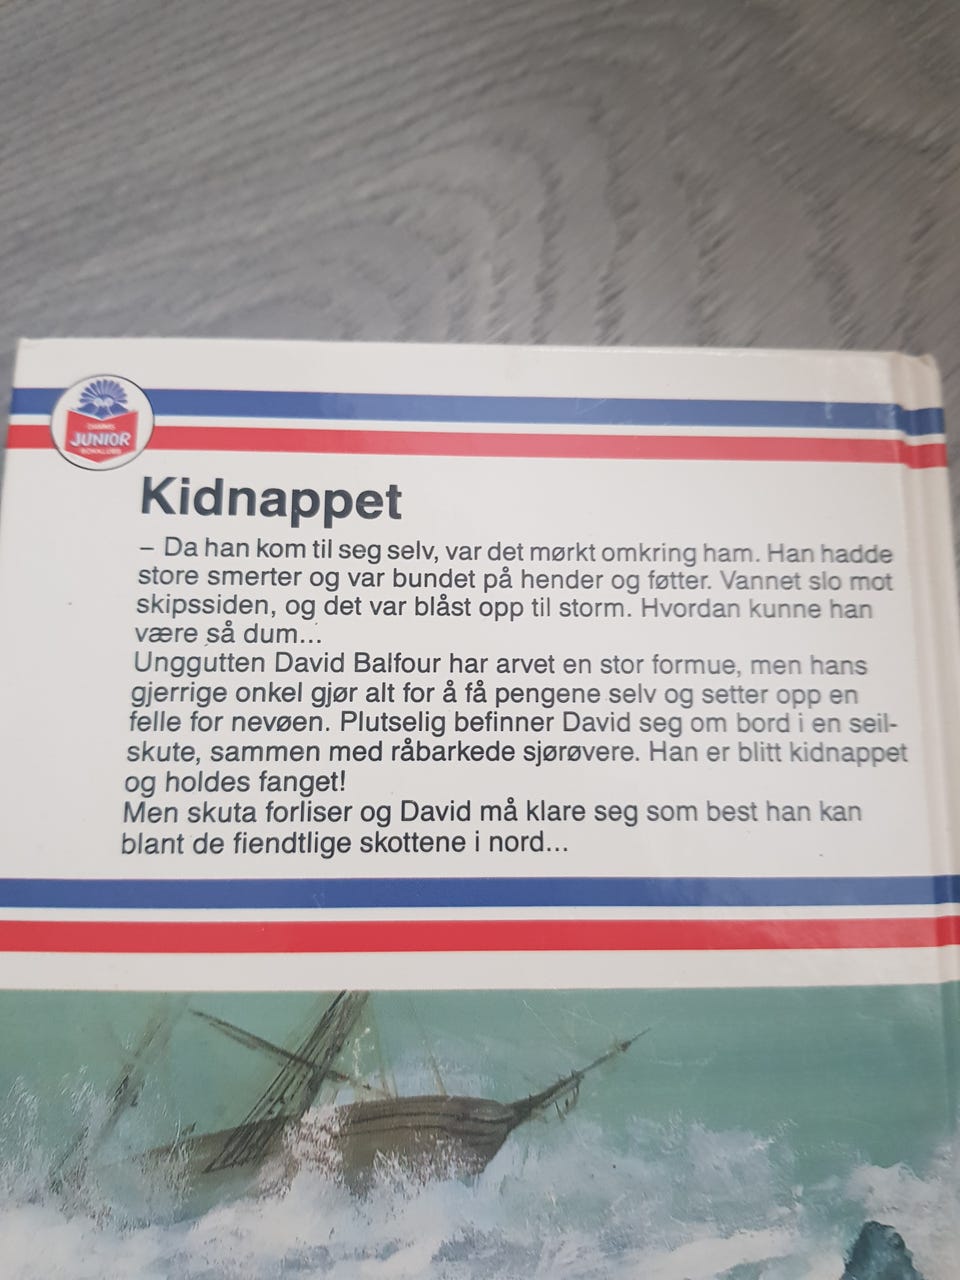 DAMMS
JUNIOR
BOKKLUBB
Kidnappet
– Da han kom til seg selv, var det mørkt omkring ham. Han hadde
store smerter og var bundet på hender og føtter. Vannet slo mot
skipssiden, og det var blåst opp til storm. Hvordan kunne han
være så dum...
Unggutten David Balfour har arvet en stor formue, men hans
gjerrige onkel gjør alt for å få pengene selv og setter opp en
felle for nevøen. Plutselig befinner David seg om bord i en seil-
skute, sammen med råbarkede sjørøvere. Han er blitt kidnappet
og holdes fanget!
Men skuta forliser og David må klare seg som best han kan
blant de fiendtlige skottene i nord...